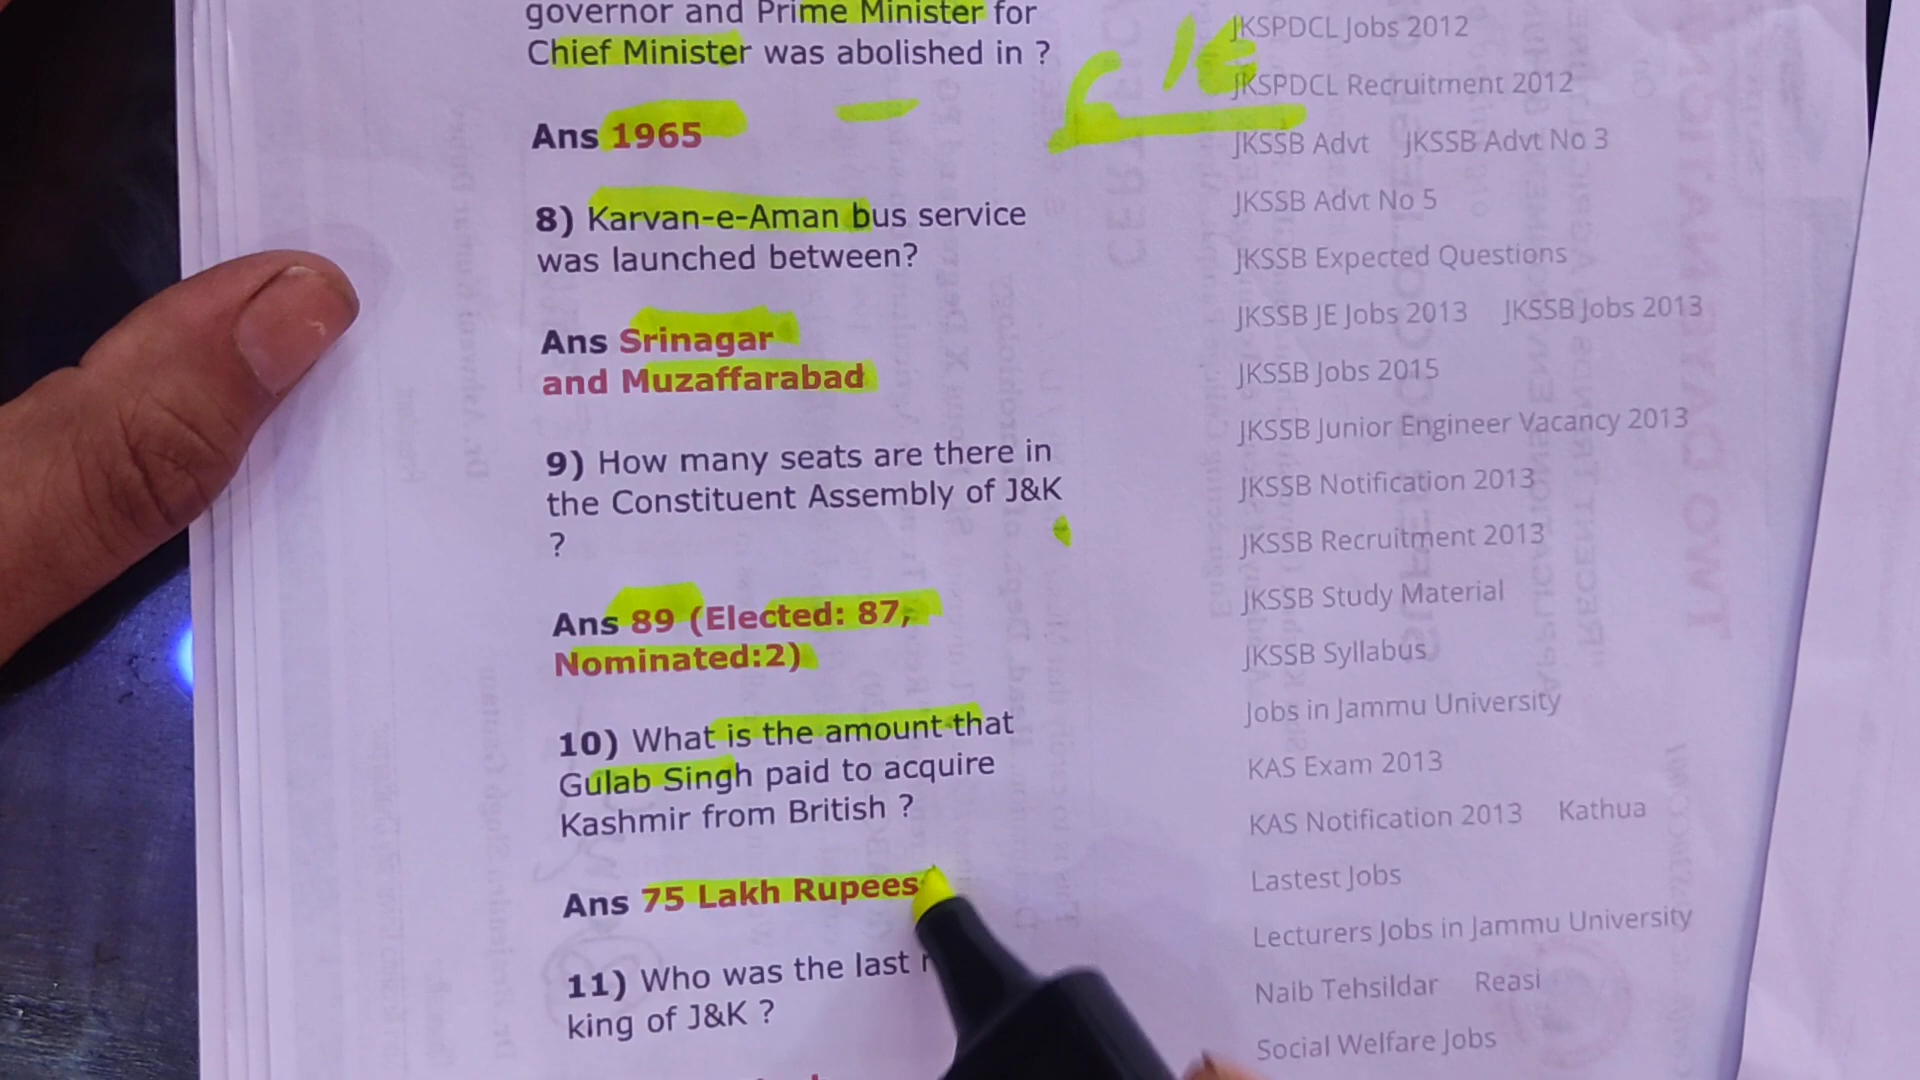 governor and Prime Minister for
Chief Minister was abolished in ?
Ans 1965
8) Karvan-e-Aman bus service
was launched between?
Ans Srinagar
and Muzaffarabad
9) How many seats are there in
the Constituent Assembly of J&K
?
Ans 89 (Elected: 87,
Nominated:2)
10) What is the amount that
Gulab Singh paid to acquire
Kashmir from British ?
Ans 75 Lakh Rupees
11) Who was the last
king of J&K ?
JKSPDCL Jobs 2012
JKSPDCL Recruitment 2012
JKSSB Advt JKSSB Advt No 3
JKSSB Advt No 5
JKSSB Expected Questions
JKSSB JE Jobs 2013 JKSSB Jobs 2013
JKSSB Jobs 2015
JKSSB Junior Engineer Vacancy 2013
JKSSB Notification 2013
JKSSB Recruitment 2013
JKSSB Study Material
JKSSB Syllabus
Jobs in Jammu University
KAS Exam 2013
KAS Notification 2013 Kathua
Lastest Jobs
Lecturers Jobs in Jammu University
Naib Tehsildar Reasi
Social Welfare Jobs